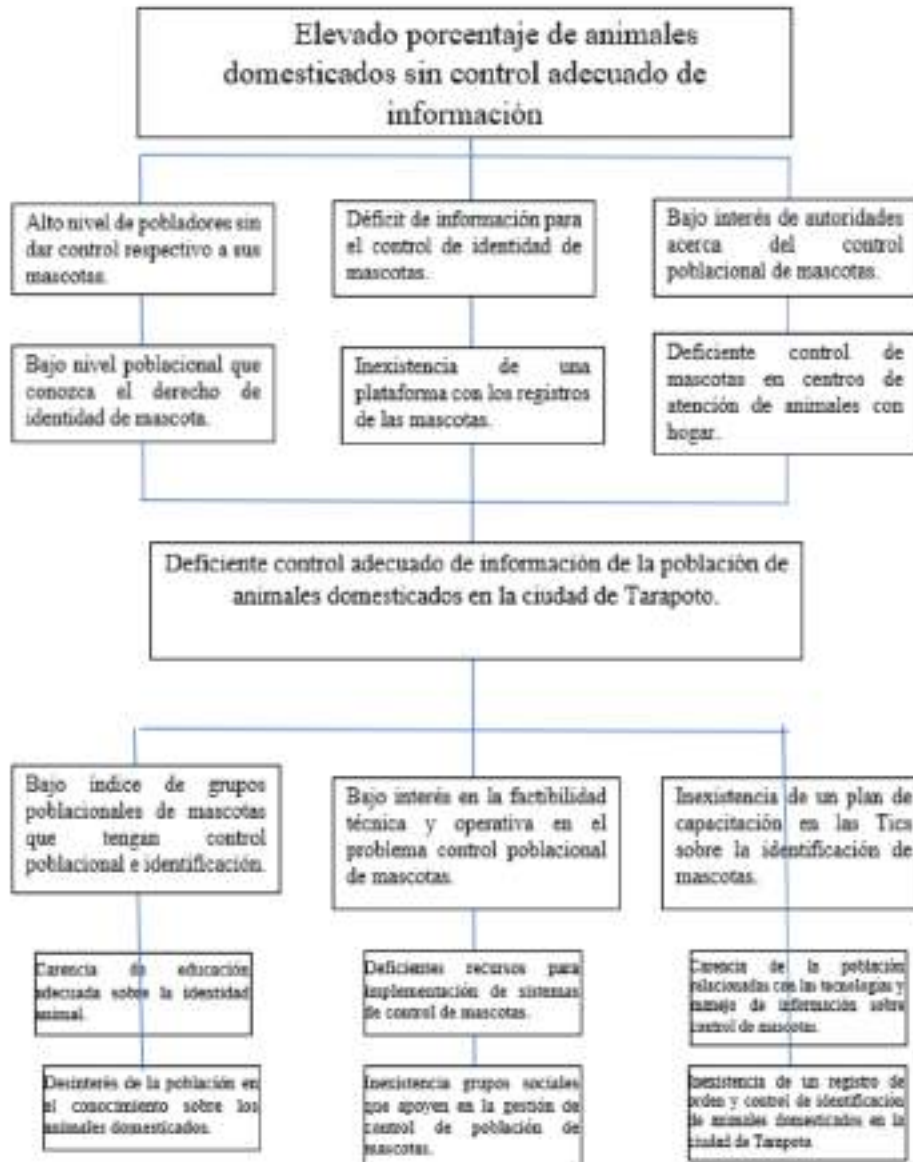 Elevado porcentaje de animales
domesticados sin control adecuado de
información
Alto nivel de pobladores sin
dar control respectivo a sus
mascotas.
Déficit de información para
el control de identidad de
mascotas.
Bajo interés de autoridades
acerca del control
poblacional de mascotas.
Bajo nivel poblacional que
conozca el derecho de
identidad de mascota.
Inexistencia de una
plataforma con los registros
de las mascotas.
Deficiente control de
mascotas en centros de
atención de animales con
hogar.
Deficiente control adecuado de información de la población de
animales domesticados en la ciudad de Tarapoto.
Bajo índice de grupos
poblacionales de mascotas
que tengan control
poblacional e identificación.
Bajo interés en la factibilidad
técnica y operativa en el
problema control poblacional
de mascotas.
Inexistencia de un plan de
capacitación en las Tics
sobre la identificación de
mascotas.
Carencia de educación
adecuada sobre la identidad
animal.
Deficientes recursos para
implementación de sistemas
de control de mascotas.
Carencia de la población
relacionadas con las tecnologías y
manejo de información sobre
control de mascotas.
Desinterés de la población en
el conocimiento sobre los
animales domesticados.
Inexistencia grupos sociales
que apoyen en la gestión de
control de población de
mascotas.
Inexistencia de un registro de
orden y control de identificación
de animales domesticados en la
ciudad de Tarapoto